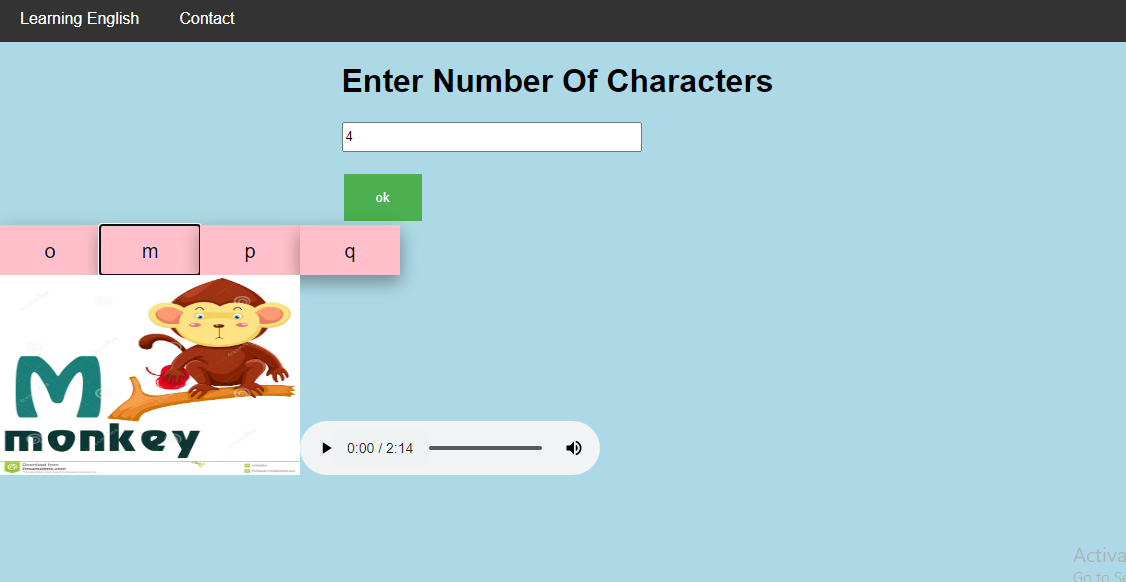 Learning English Contact
Enter Number Of Characters
4
ok
o m p q
M
monkey
Download from
Dreamstime.com
0:00 / 2:14
Activa
Go to Se